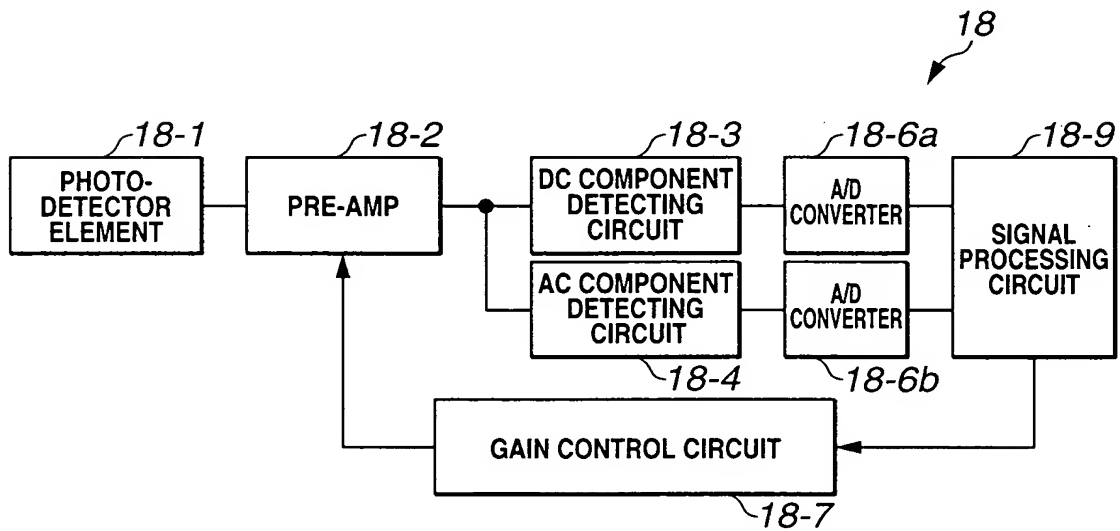 18
18-1
18-2
18-3
18-6a
18-9
PHOTO-
DETECTOR
ELEMENT
PRE-AMP
DC COMPONENT
DETECTING
CIRCUIT
A/D
CONVERTER
SIGNAL
PROCESSING
CIRCUIT
AC COMPONENT
DETECTING
CIRCUIT
A/D
CONVERTER
18-4
18-6b
GAIN CONTROL CIRCUIT
18-7